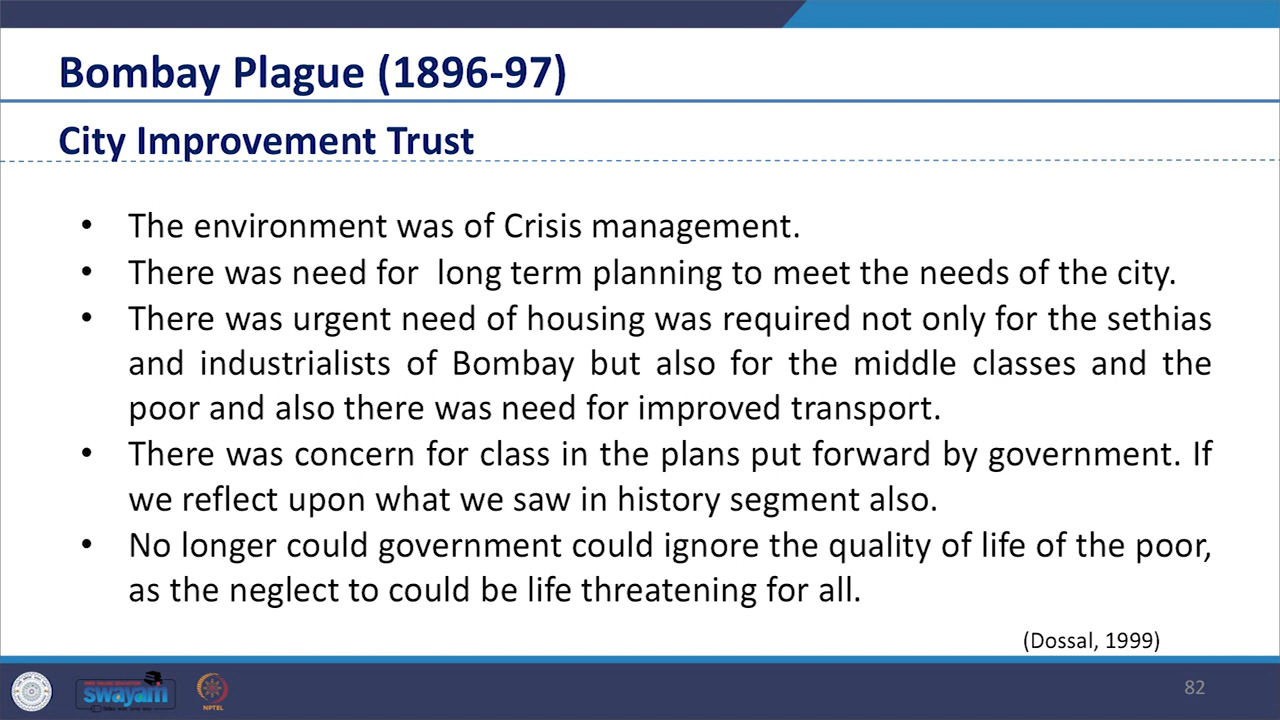 Bombay Plague (1896-97)
City Improvement Trust
• The environment was of Crisis management.
• There was need for long term planning to meet the needs of the city.
• There was urgent need of housing was required not only for the sethias
and industrialists of Bombay but also for the middle classes and the
poor and also there was need for improved transport.
• There was concern for class in the plans put forward by government. If
we reflect upon what we saw in history segment also.
• No longer could government could ignore the quality of life of the poor,
as the neglect to could be life threatening for all.
(Dossal, 1999)
swayam
NPTEL
82